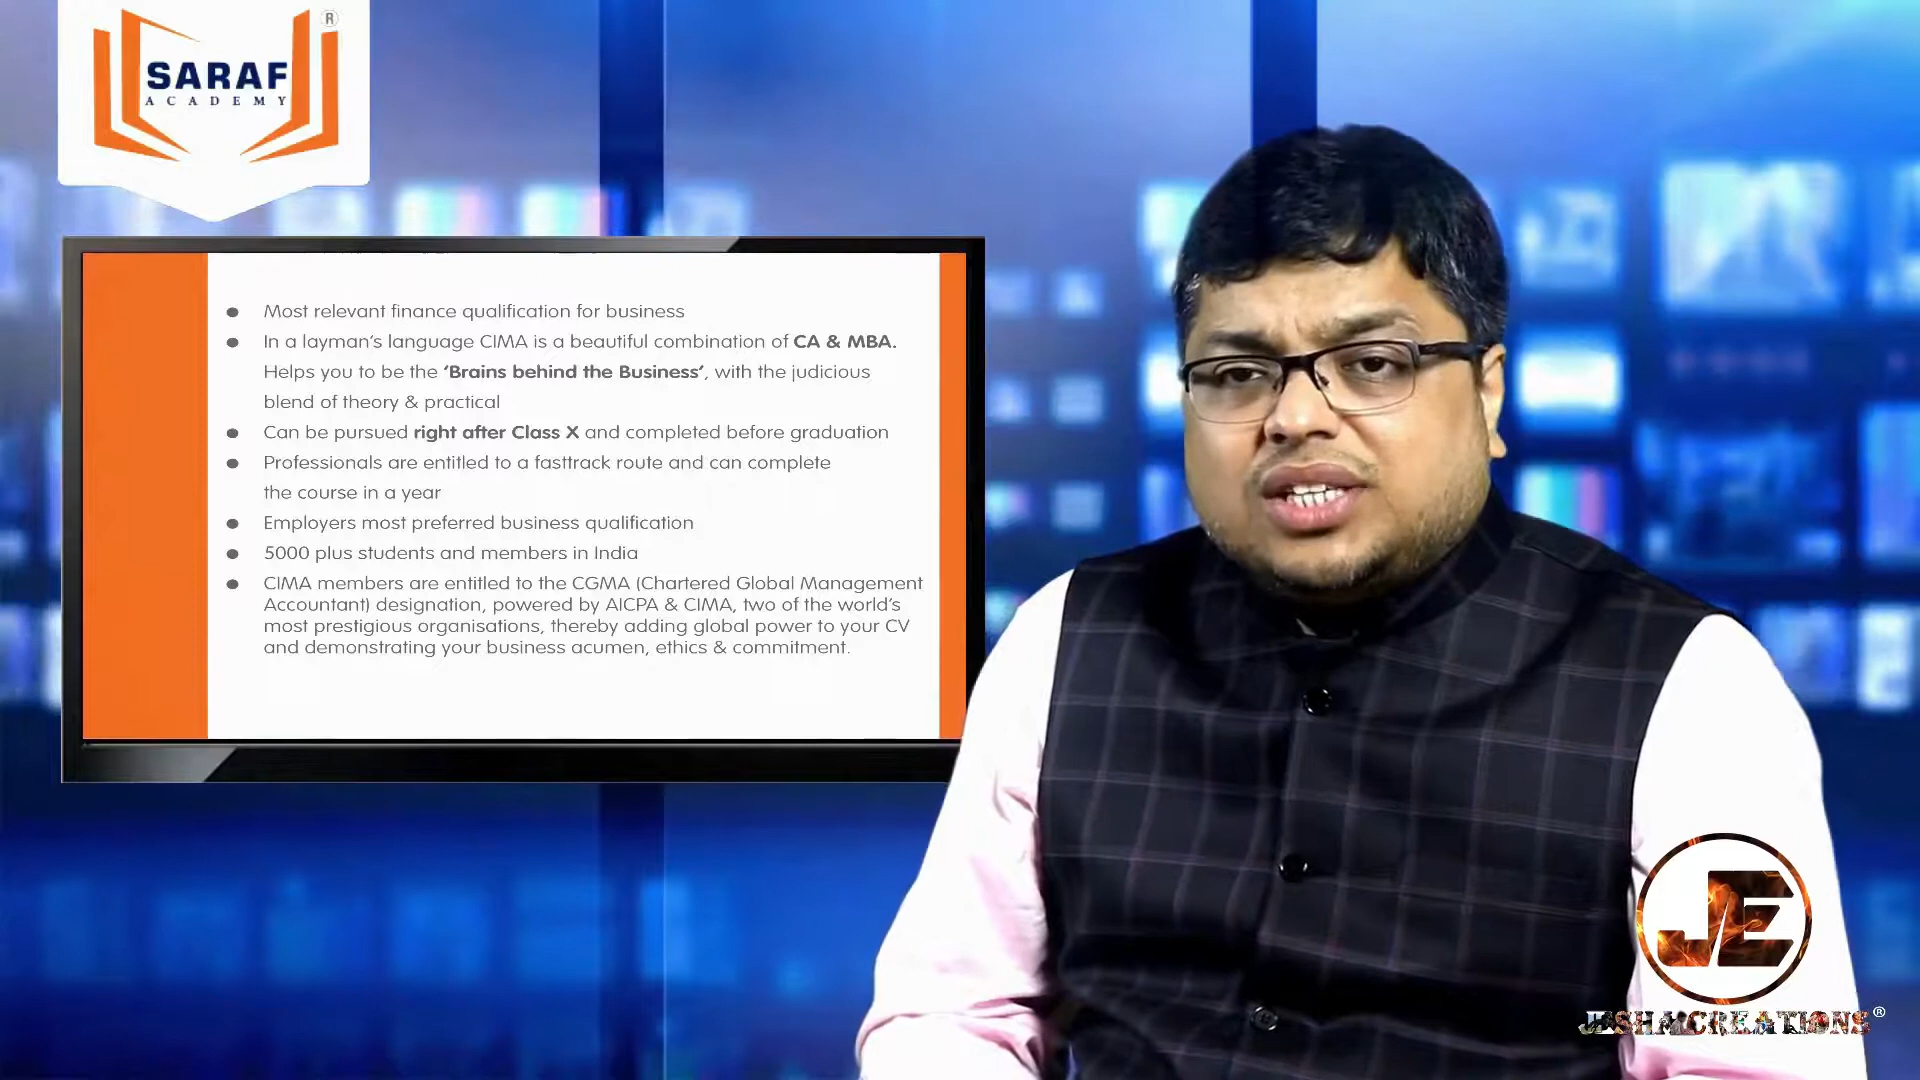 SARAF
ACADEMY
®
● Most relevant finance qualification for business
● In a layman's language CIMA is a beautiful combination of CA & MBA.
Helps you to be the 'Brains behind the Business', with the judicious
blend of theory & practical
● Can be pursued right after Class X and completed before graduation
● Professionals are entitled to a fasttrack route and can complete
the course in a year
● Employers most preferred business qualification
● 5000 plus students and members in India
● CIMA members are entitled to the CGMA (Chartered Global Management
Accountant) designation, powered by AICPA & CIMA, two of the world's
most prestigious organisations, thereby adding global power to your CV
and demonstrating your business acumen, ethics & commitment.
JE
CREATIONS®